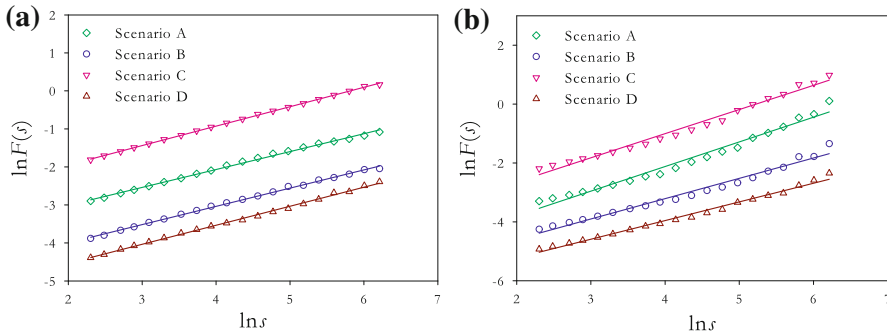 (a)
2
1
0
-1
-2
-3
-4
-5
lnF(s)
Scenario A
Scenario B
Scenario C
Scenario D
2 3 4 5 6 7
lns
(b)
2
0
-2
-4
-6
lnF(s)
Scenario A
Scenario B
Scenario C
Scenario D
2 3 4 5 6 7
lns